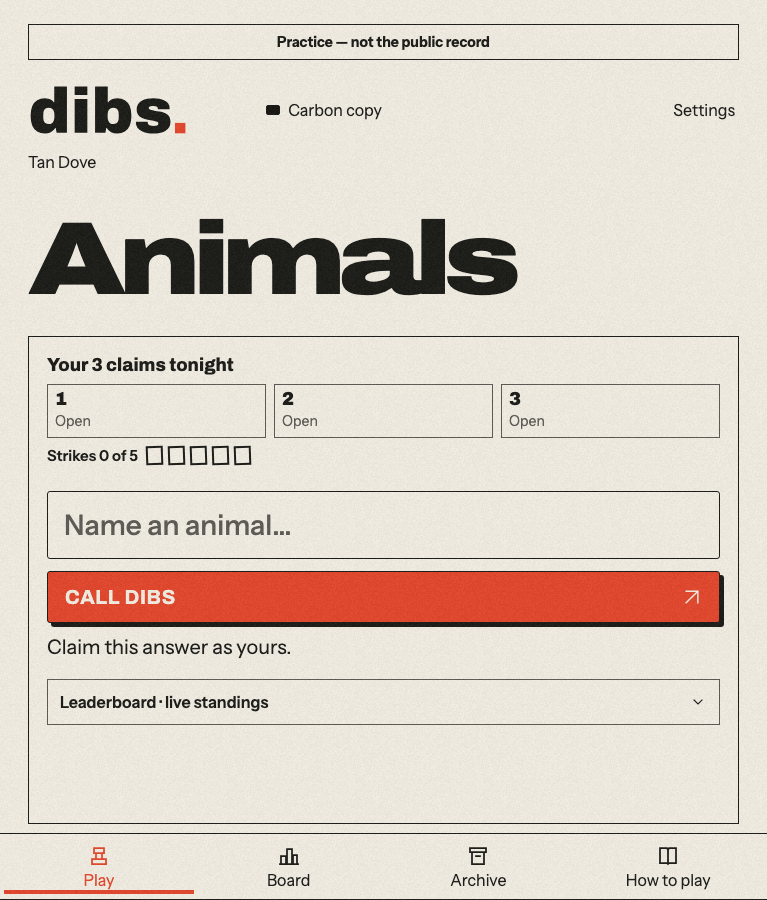 Practice — not the public record
dibs.
Carbon copy
Settings
Tan Dove
Animals
Your 3 claims tonight
1
Open
2
Open
3
Open
Strikes 0 of 5
Name an animal...
CALL DIBS
Claim this answer as yours.
Leaderboard · live standings
Play
Board
Archive
How to play